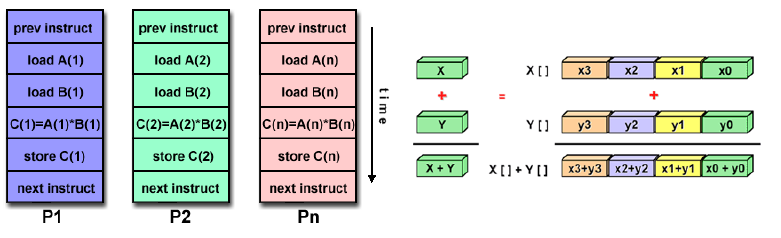 prev instruct
load A(1)
load B(1)
C(1)=A(1)*B(1)
store C(1)
next instruct
P1
prev instruct
load A(2)
load B(2)
C(2)=A(2)*B(2)
store C(2)
next instruct
P2
prev instruct
load A(n)
load B(n)
C(n)=A(n)*B(n)
store C(n)
next instruct
Pn
time
X
+
Y
X + Y
=
X [ ] x3 x2 x1 x0
+
Y [ ] y3 y2 y1 y0
X [ ] + Y [ ] x3+y3 x2+y2 x1+y1 x0 + y0